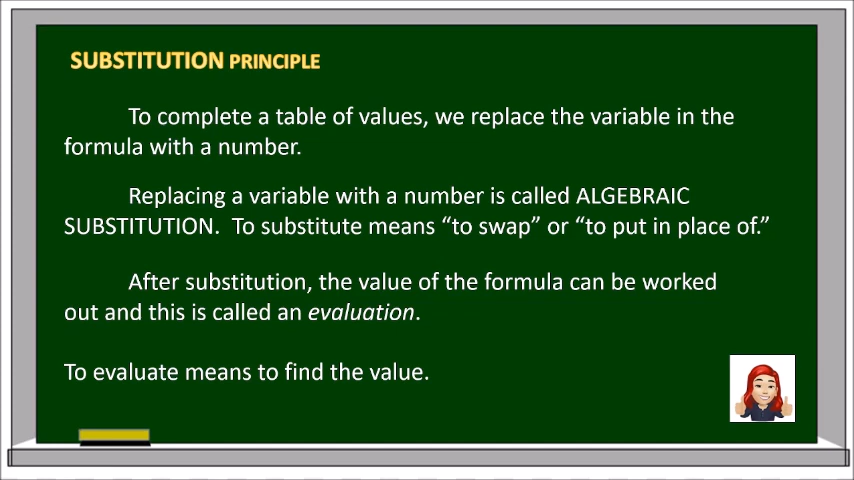 SUBSTITUTION PRINCIPLE
To complete a table of values, we replace the variable in the
formula with a number.
Replacing a variable with a number is called ALGEBRAIC
SUBSTITUTION. To substitute means “to swap” or “to put in place of.”
After substitution, the value of the formula can be worked
out and this is called an evaluation.
To evaluate means to find the value.